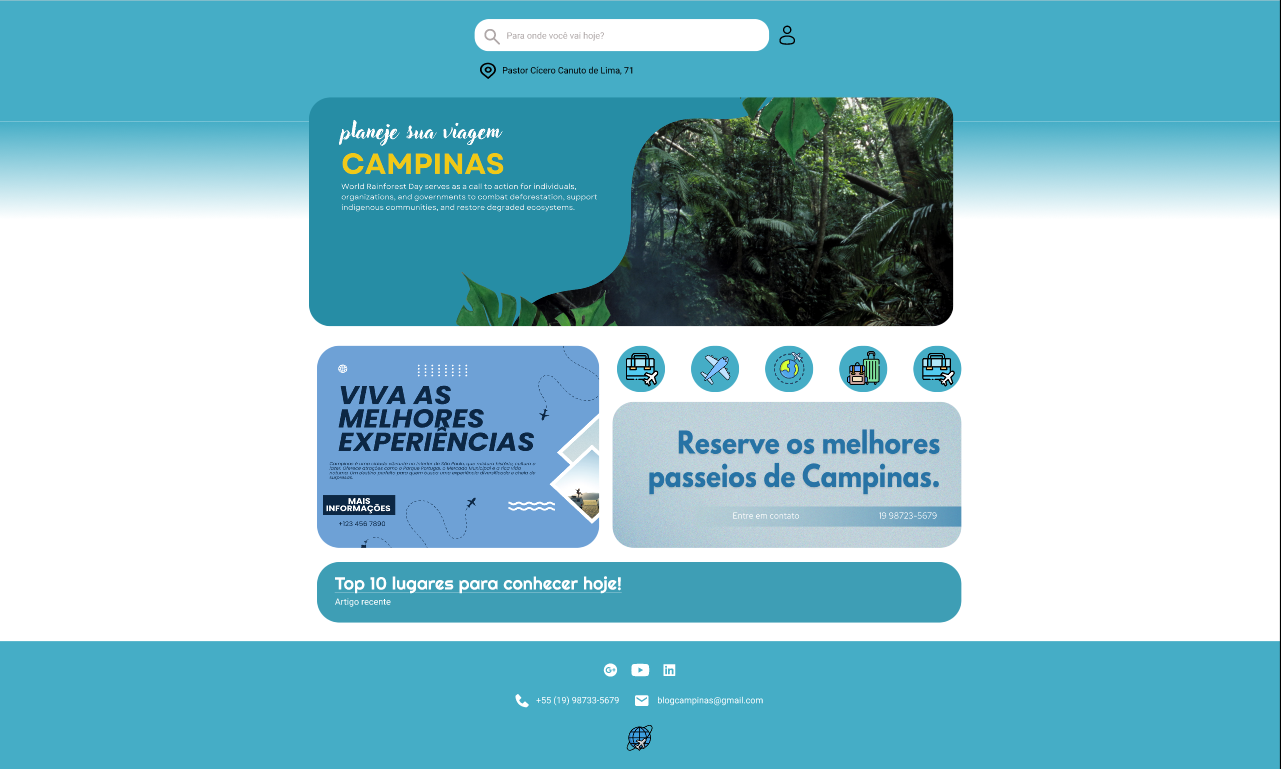 Para onde você vai hoje?
Pastor Cícero Canuto de Lima, 71
planeje sua viagem
CAMPINAS
World Rainforest Day serves as a call to action for individuals,
organizations, and governments to combat deforestation, support
indigenous communities, and restore degraded ecosystems.
VIVA AS
MELHORES
EXPERIÊNCIAS
MAIS
INFORMAÇÕES
+123 456 7890
Reserve os melhores
passeios de Campinas.
Entre em contato 19 98723-5679
Top 10 lugares para conhecer hoje!
Artigo recente
G+
in
+55 (19) 98733-5679 blogcampinas@gmail.com